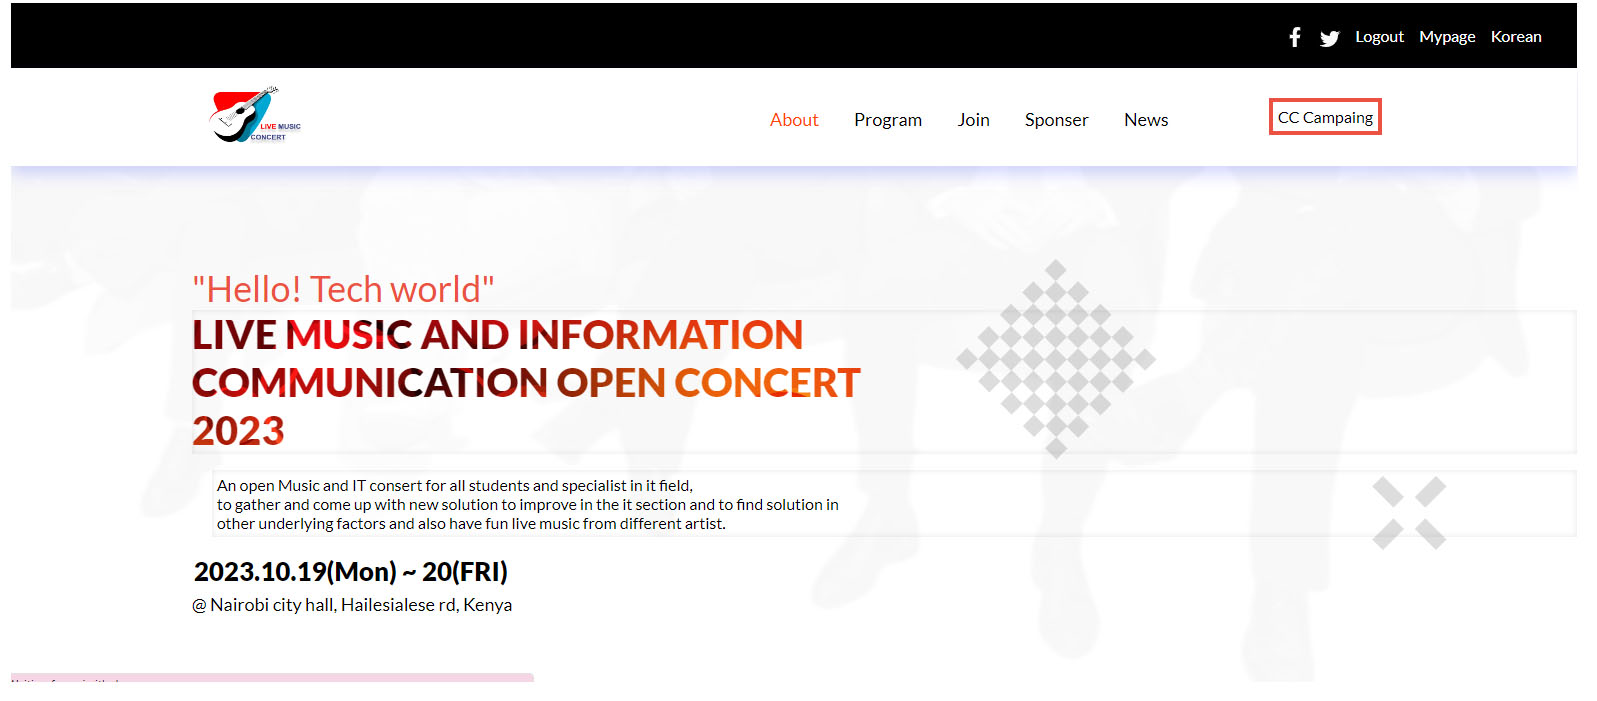 Logout Mypage Korean
LIVE MUSIC
CONCERT
About Program Join Sponser News
CC Campaing
"Hello! Tech world"
LIVE MUSIC AND INFORMATION
COMMUNICATION OPEN CONCERT
2023
An open Music and IT consert for all students and specialist in it field,
to gather and come up with new solution to improve in the it section and to find solution in
other underlying factors and also have fun live music from different artist.
2023.10.19(Mon) ~ 20(FRI)
@ Nairobi city hall, Hailesialese rd, Kenya